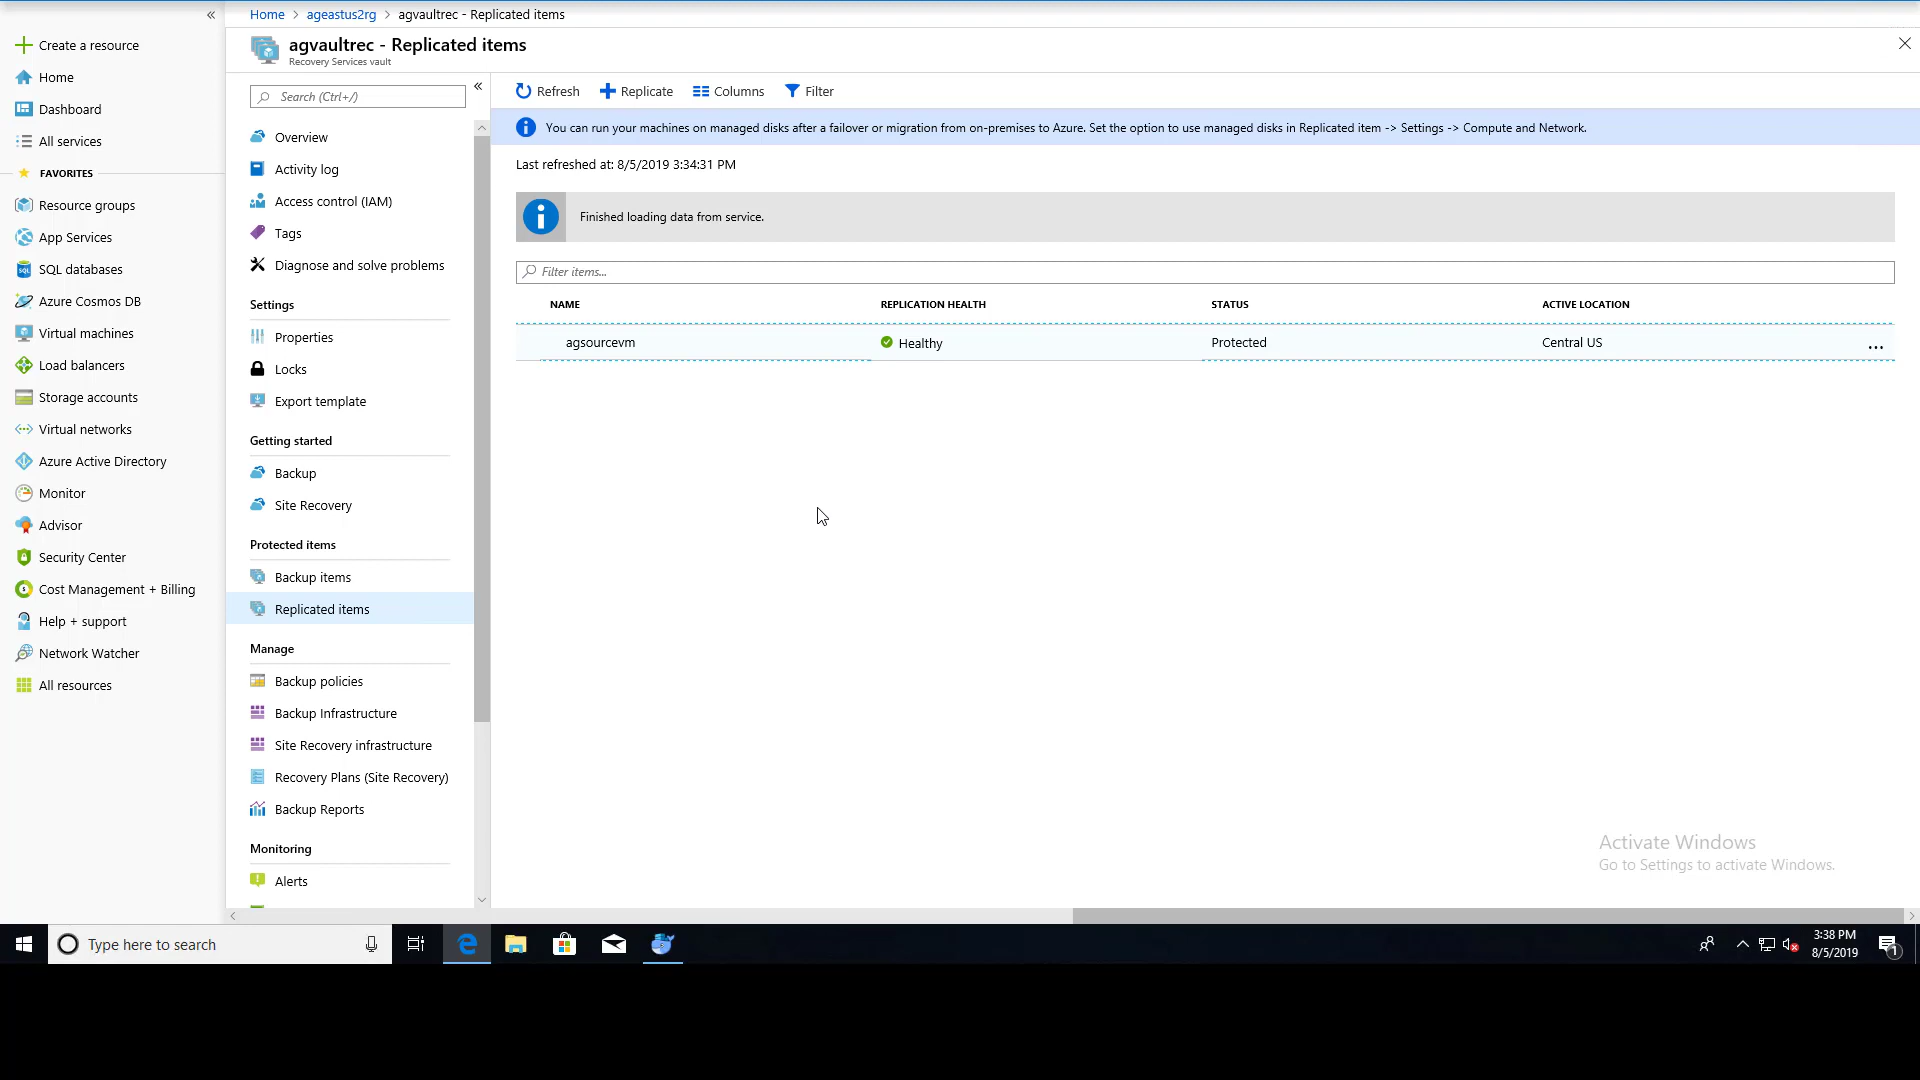 Home > ageastus2rg > agvaultrec - Replicated items
agvaultrec - Replicated items
Recovery Services vault
Create a resource
Home
Dashboard
All services
FAVORITES
Resource groups
App Services
SQL databases
Azure Cosmos DB
Virtual machines
Load balancers
Storage accounts
Virtual networks
Azure Active Directory
Monitor
Advisor
Security Center
Cost Management + Billing
Help + support
Network Watcher
All resources
Search (Ctrl+/)
Overview
Activity log
Access control (IAM)
Tags
Diagnose and solve problems
Settings
Properties
Locks
Export template
Getting started
Backup
Site Recovery
Protected items
Backup items
Replicated items
Manage
Backup policies
Backup Infrastructure
Site Recovery infrastructure
Recovery Plans (Site Recovery)
Backup Reports
Monitoring
Alerts
Refresh Replicate Columns Filter
You can run your machines on managed disks after a failover or migration from on-premises to Azure. Set the option to use managed disks in Replicated item -> Settings -> Compute and Network.
Last refreshed at: 8/5/2019 3:34:31 PM
Finished loading data from service.
Filter items...
NAME REPLICATION HEALTH STATUS ACTIVE LOCATION
agsourcevm Healthy Protected Central US ...
Activate Windows
Go to Settings to activate Windows.
Type here to search
3:38 PM
8/5/2019
1